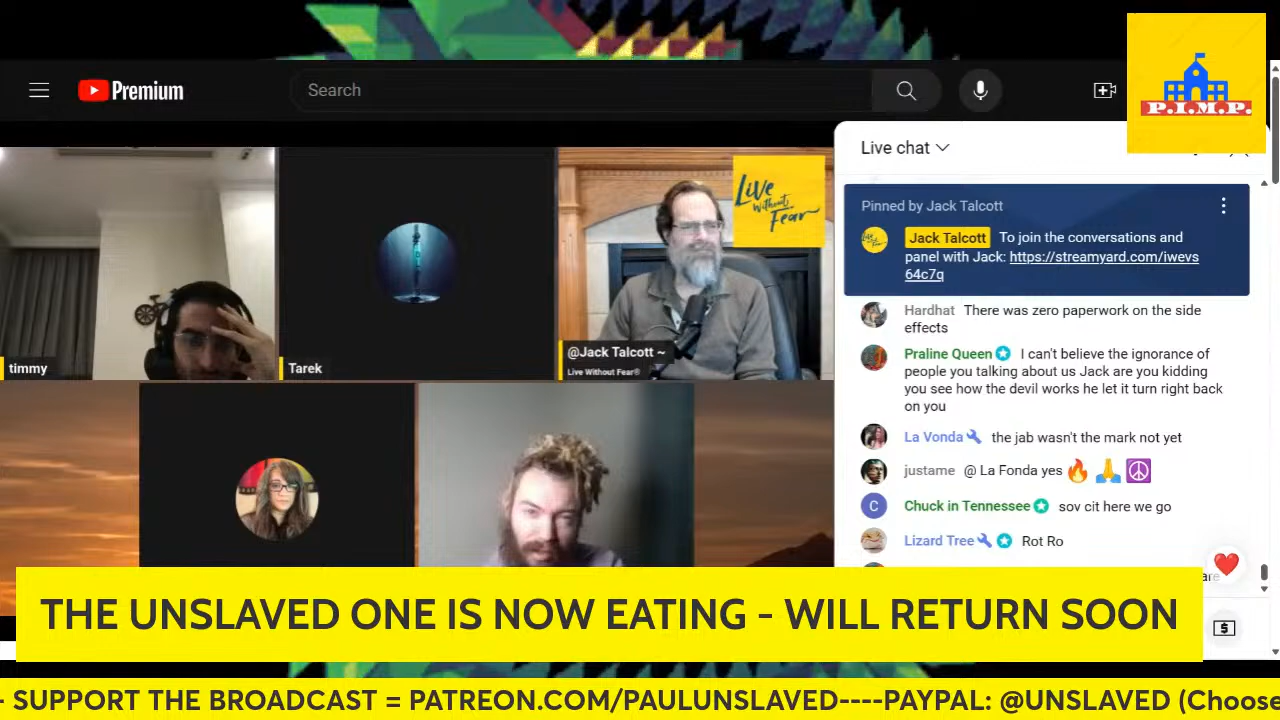 Premium
Search
P.I.M.P.
Live chat
Live
Without
Fear
Pinned by Jack Talcott
Jack Talcott To join the conversations and
panel with Jack: https://streamyard.com/iwevs
64c7q
Hardhat There was zero paperwork on the side
effects
Praline Queen I can't believe the ignorance of
people you talking about us Jack are you kidding
you see how the devil works he let it turn right back
on you
La Vonda the jab wasn't the mark not yet
justame @ La Fonda yes 🔥🙏☮️
C Chuck in Tennessee sov cit here we go
Lizard Tree Rot Ro
timmy
Tarek
@Jack Talcott ~
Live Without Fear®
THE UNSLAVED ONE IS NOW EATING - WILL RETURN SOON
- SUPPORT THE BROADCAST = PATREON.COM/PAULUNSLAVED----PAYPAL: @UNSLAVED (Choose